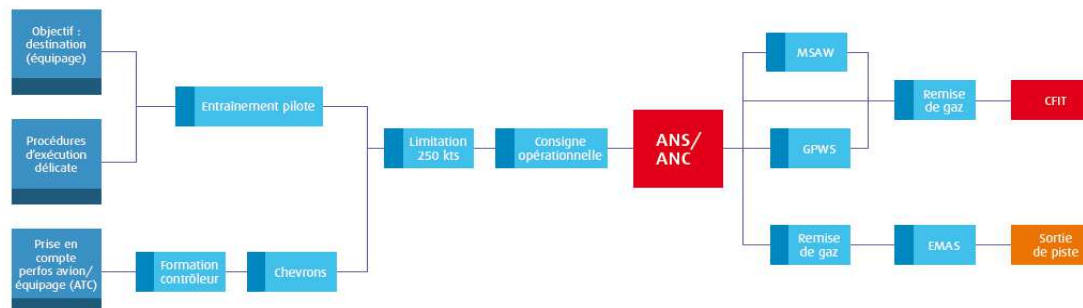 Objectif :
destination
(équipage)
Procédures
d'exécution
délicate
Prise en
compte
perfos avion/
équipage (ATC)
Entraînement pilote
Formation
contrôleur
Chevrons
Limitation
250 kts
Consigne
opérationnelle
ANS/
ANC
MSAW
GPWS
Remise
de gaz
CFIT
Remise
de gaz
EMAS
Sortie
de piste